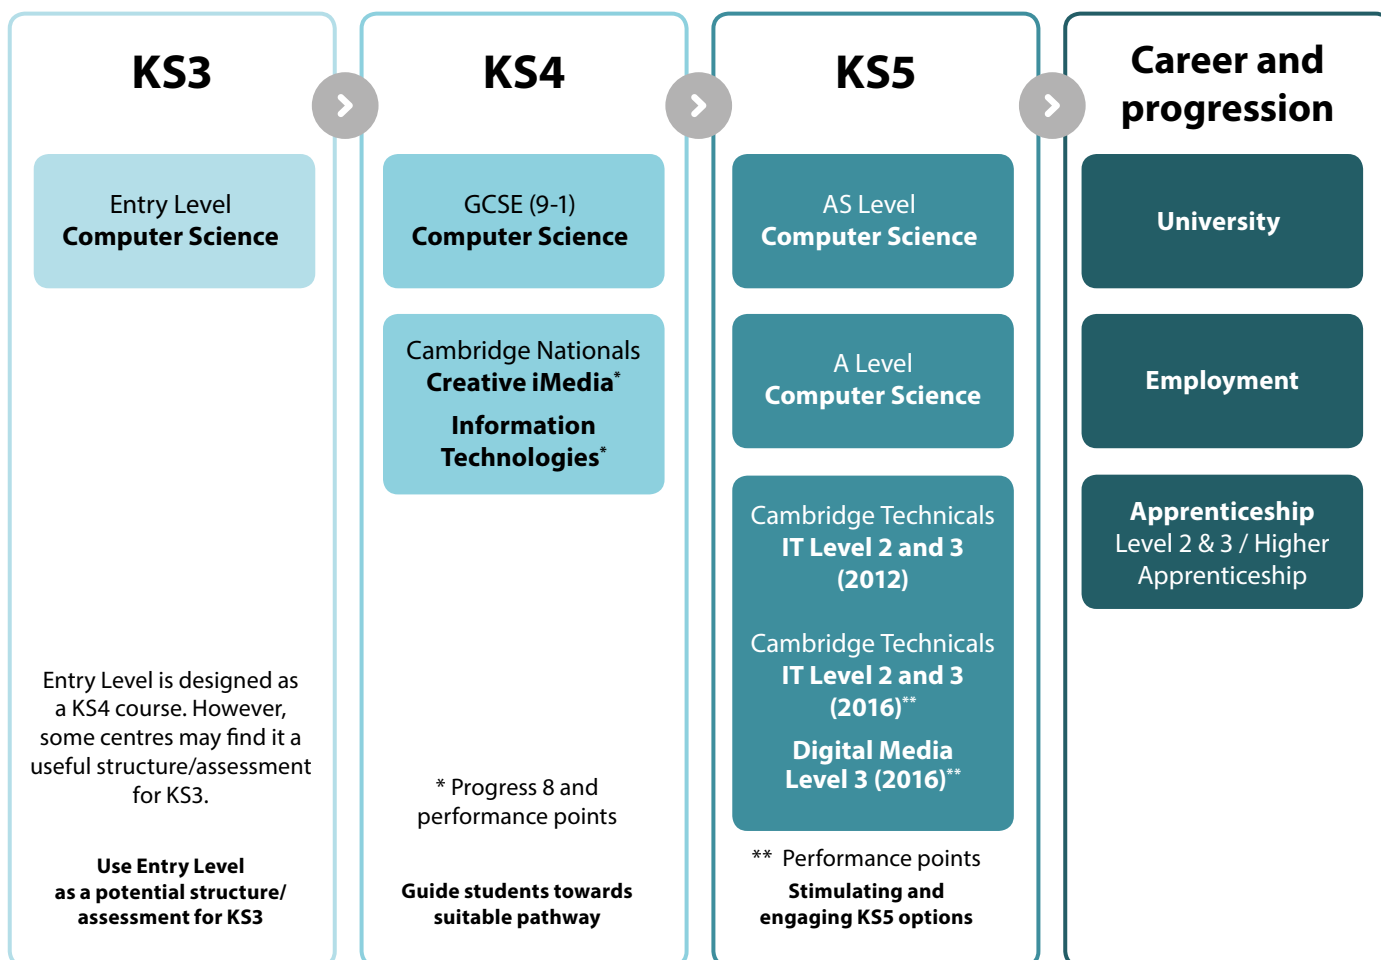 KS3
Entry Level
Computer Science
Entry Level is designed as
a KS4 course. However,
some centres may find it a
useful structure/assessment
for KS3.
Use Entry Level
as a potential structure/
assessment for KS3
KS4
GCSE (9-1)
Computer Science
Cambridge Nationals
Creative iMedia*
Information
Technologies*
* Progress 8 and
performance points
Guide students towards
suitable pathway
KS5
AS Level
Computer Science
A Level
Computer Science
Cambridge Technicals
IT Level 2 and 3
(2012)
Cambridge Technicals
IT Level 2 and 3
(2016)**
Digital Media
Level 3 (2016)**
** Performance points
Stimulating and
engaging KS5 options
Career and
progression
University
Employment
Apprenticeship
Level 2 & 3 / Higher
Apprenticeship